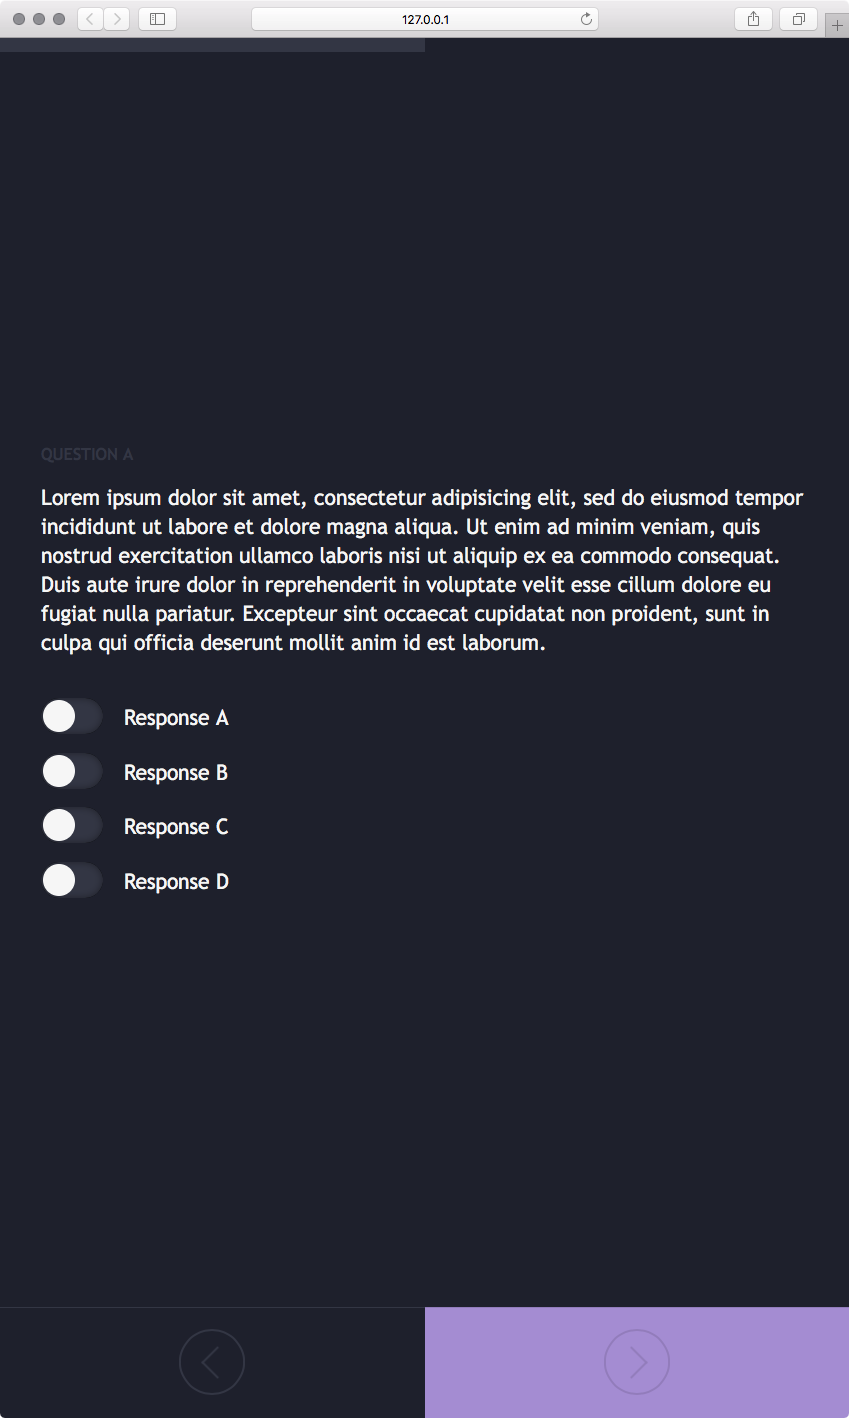 127.0.0.1
QUESTION A
Lorem ipsum dolor sit amet, consectetur adipisicing elit, sed do eiusmod tempor
incididunt ut labore et dolore magna aliqua. Ut enim ad minim veniam, quis
nostrud exercitation ullamco laboris nisi ut aliquip ex ea commodo consequat.
Duis aute irure dolor in reprehenderit in voluptate velit esse cillum dolore eu
fugiat nulla pariatur. Excepteur sint occaecat cupidatat non proident, sunt in
culpa qui officia deserunt mollit anim id est laborum.
Response A
Response B
Response C
Response D